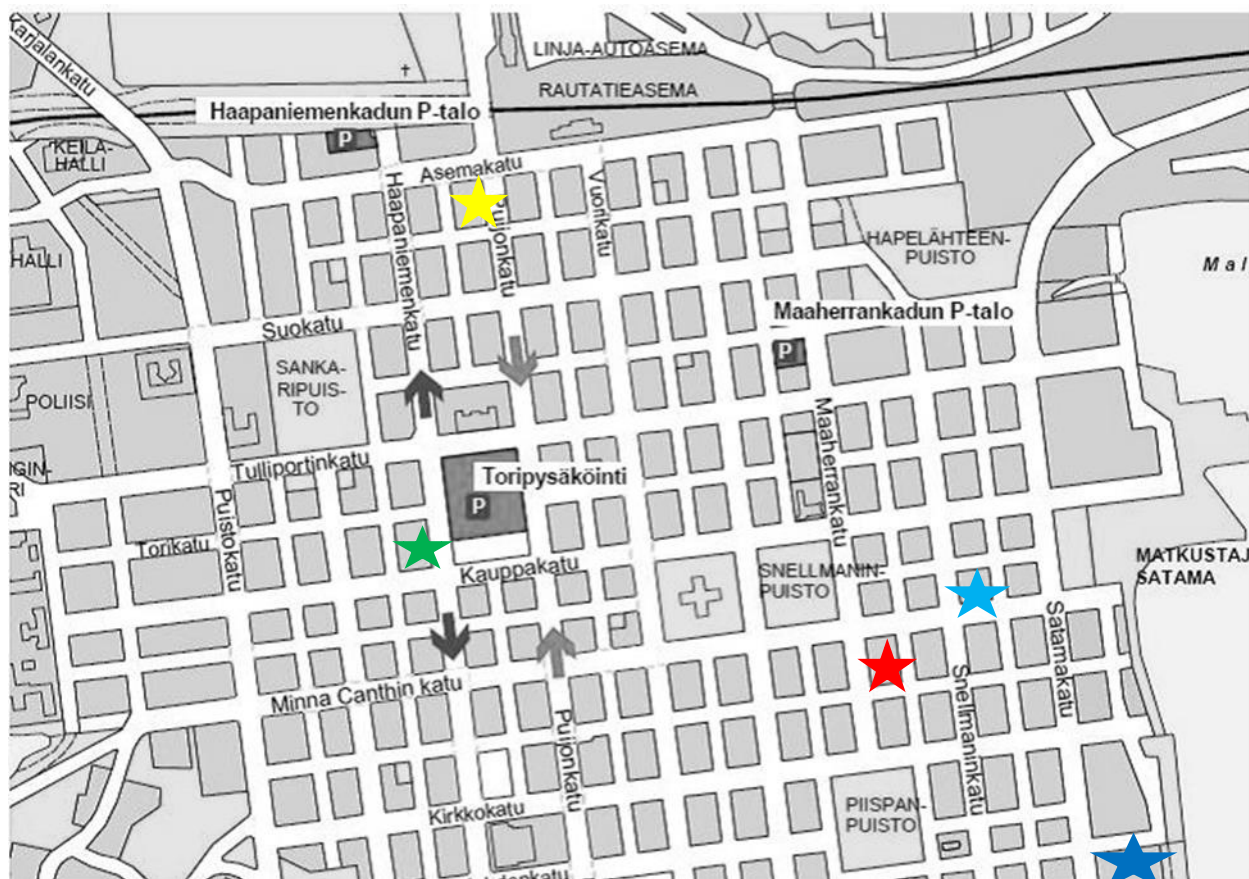 Karjalankatu
LINJA-AUTOASEMA
RAUTATIEASEMA
Haapaniemenkadun P-talo
P
KEILA-
HALLI
Asemakatu
Haapaniemenkatu
Puijonkatu
Vuorikatu
HALLI
HAPELÄHTEEN-
PUISTO
Mal
Suokatu
Maaherrankadun P-talo
P
SANKA-
RIPUIS-
TO
POLIISI
Tulliportinkatu
Toripysäköinti
P
Maaherrankatu
Puistokatu
Torikatu
Kauppakatu
SNELLMANIN-
PUISTO
MATKUSTAJ
SATAMA
Satamakatu
Minna Canthin katu
Snellmaninkatu
Puijonkatu
Kirkkokatu
PIISPAN-
PUISTO